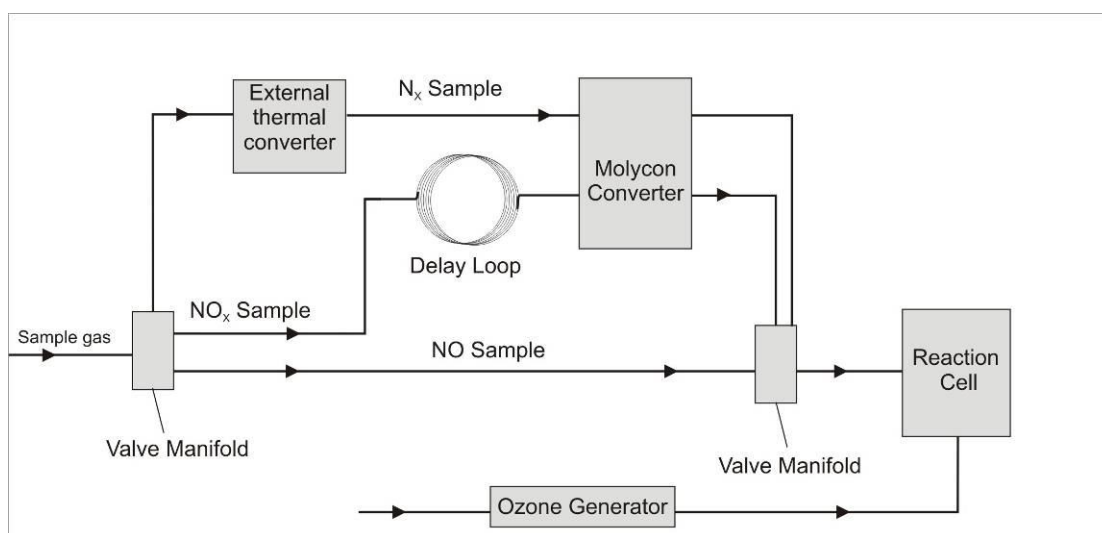 External
thermal
converter
Nₓ Sample
Molycon
Converter
Delay Loop
NOₓ Sample
Sample gas
NO Sample
Reaction
Cell
Valve Manifold
Valve Manifold
Ozone Generator